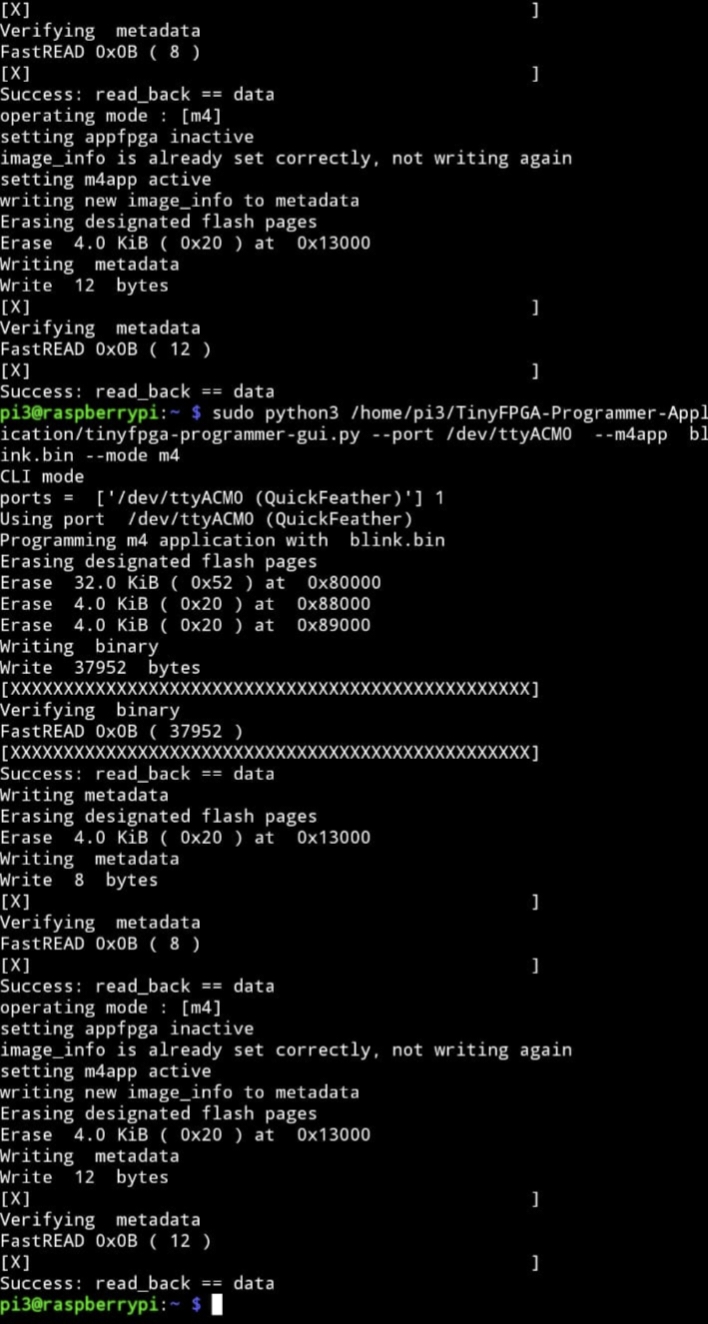 [X] ]
Verifying  metadata
FastREAD 0x0B ( 8 )
[X] ]
Success: read_back == data
operating mode : [m4]
setting appfpga inactive
image_info is already set correctly, not writing again
setting m4app active
writing new image_info to metadata
Erasing designated flash pages
Erase  4.0 KiB ( 0x20 ) at  0x13000
Writing  metadata
Write  12  bytes
[X] ]
Verifying  metadata
FastREAD 0x0B ( 12 )
[X] ]
Success: read_back == data
pi3@raspberrypi:~ $ sudo python3 /home/pi3/TinyFPGA-Programmer-Appl
ication/tinyfpga-programmer-gui.py --port /dev/ttyACM0  --m4app  bl
ink.bin --mode m4
CLI mode
ports =  ['/dev/ttyACM0 (QuickFeather)'] 1
Using port  /dev/ttyACM0 (QuickFeather)
Programming m4 application with  blink.bin
Erasing designated flash pages
Erase  32.0 KiB ( 0x52 ) at  0x80000
Erase  4.0 KiB ( 0x20 ) at  0x88000
Erase  4.0 KiB ( 0x20 ) at  0x89000
Writing  binary
Write  37952  bytes
[XXXXXXXXXXXXXXXXXXXXXXXXXXXXXXXXXXXXXXXXXXXXXXXXX]
Verifying  binary
FastREAD 0x0B ( 37952 )
[XXXXXXXXXXXXXXXXXXXXXXXXXXXXXXXXXXXXXXXXXXXXXXXXX]
Success: read_back == data
Writing metadata
Erasing designated flash pages
Erase  4.0 KiB ( 0x20 ) at  0x13000
Writing  metadata
Write  8  bytes
[X] ]
Verifying  metadata
FastREAD 0x0B ( 8 )
[X] ]
Success: read_back == data
operating mode : [m4]
setting appfpga inactive
image_info is already set correctly, not writing again
setting m4app active
writing new image_info to metadata
Erasing designated flash pages
Erase  4.0 KiB ( 0x20 ) at  0x13000
Writing  metadata
Write  12  bytes
[X] ]
Verifying  metadata
FastREAD 0x0B ( 12 )
[X] ]
Success: read_back == data
pi3@raspberrypi:~ $